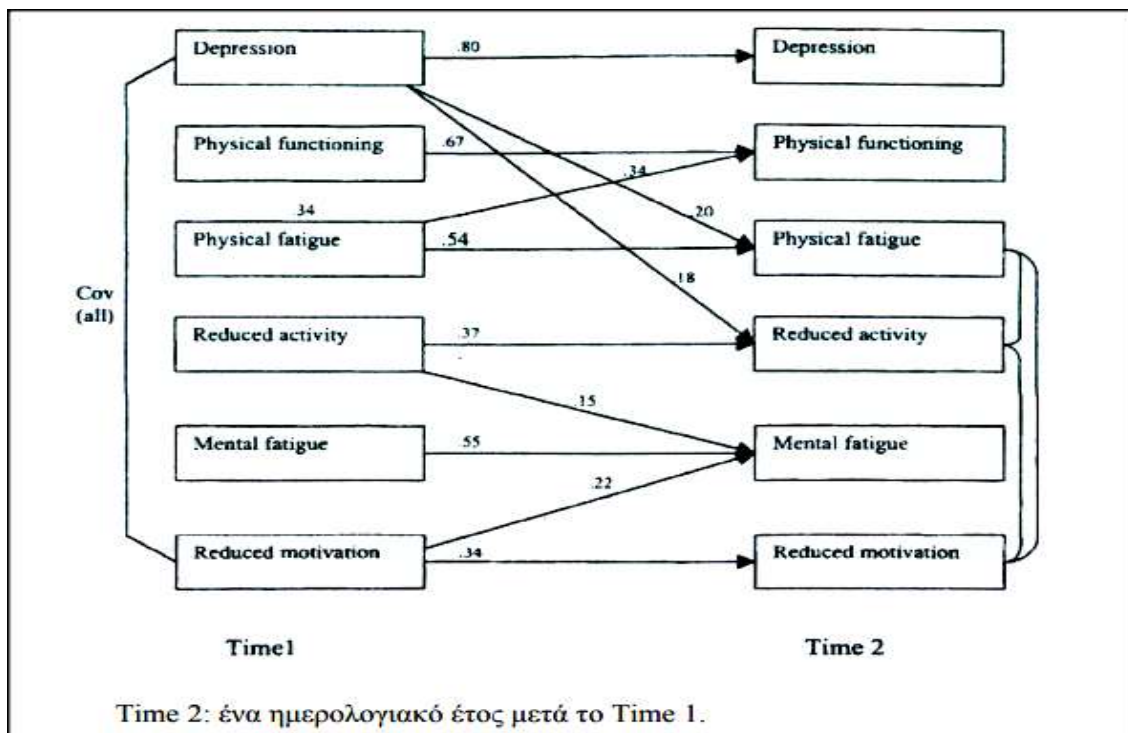 Depression .80 Depression
Physical functioning .67 Physical functioning
.34
34
Physical fatigue .54 .20 Physical fatigue
Cov
(all)
18
Reduced activity .37 Reduced activity
.15
Mental fatigue .55 Mental fatigue
.22
Reduced motivation .34 Reduced motivation
Time1 Time 2
Time 2: ένα ημερολογιακό έτος μετά το Time 1.